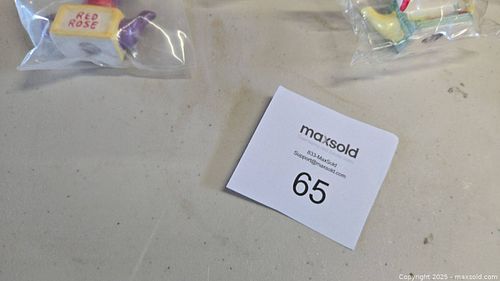 RED
ROSE
maxsold
833-MaxSold
Support@maxsold.com
65
Copyright © 2025 - maxsold.com